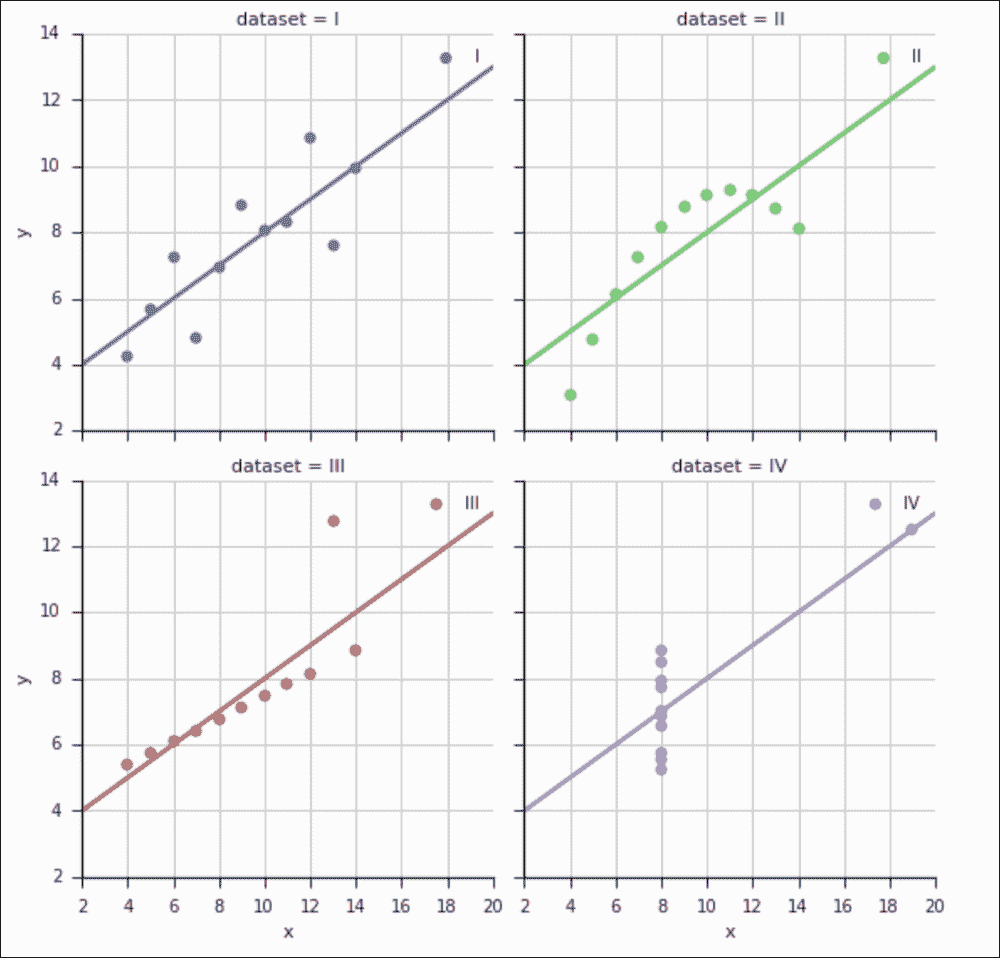 dataset = I
dataset = II
14
12
10
8
6
4
2
y
I
II
dataset = III
dataset = IV
14
12
10
8
6
4
2
y
III
IV
2 4 6 8 10 12 14 16 18 20
2 4 6 8 10 12 14 16 18 20
x
x